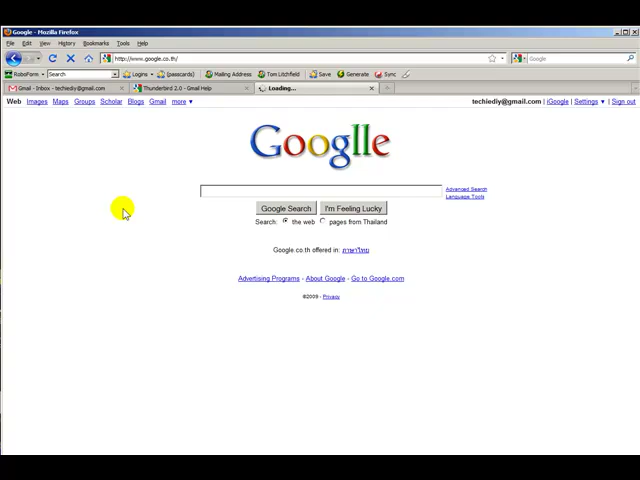 Google - Mozilla Firefox
File Edit View History Bookmarks Tools Help
http://www.google.co.th/ Google
RoboForm Search Logins (passcards) Mailing Address Tom Litchfield Save Generate Sync
Gmail - Inbox - techiediy@gmail.com Thunderbird 2.0 - Gmail Help Loading...
Web Images Maps Groups Scholar Blogs Gmail more ▼ techiediy@gmail.com | iGoogle | Settings ▼ | Sign out
Googlle
Advanced Search
Language Tools
Google Search I'm Feeling Lucky
Search: the web pages from Thailand
Google.co.th offered in: ภาษาไทย
Advertising Programs - About Google - Go to Google.com
©2009 - Privacy